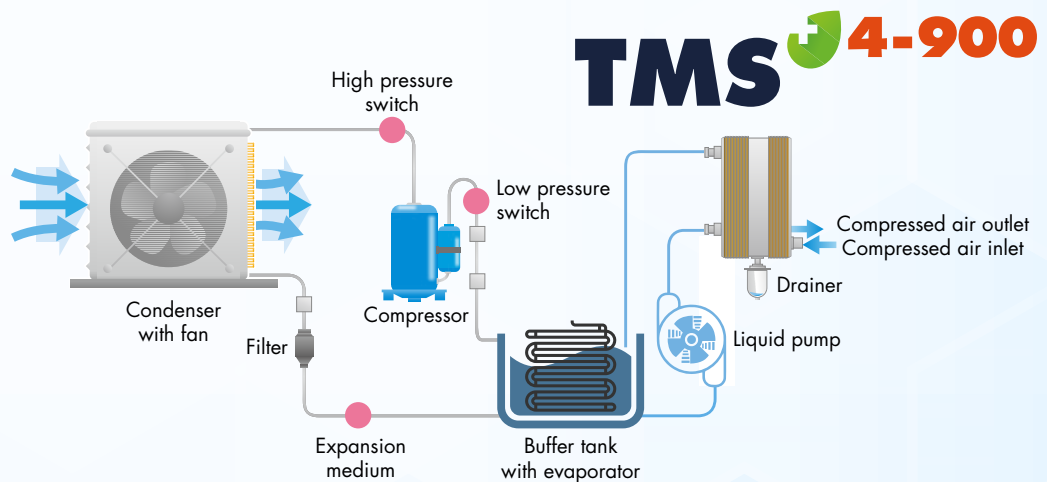 TMS 4-900
High pressure
switch
Low pressure
switch
Compressed air outlet
Compressed air inlet
Drainer
Condenser
with fan
Compressor
Filter
Liquid pump
Expansion
medium
Buffer tank
with evaporator